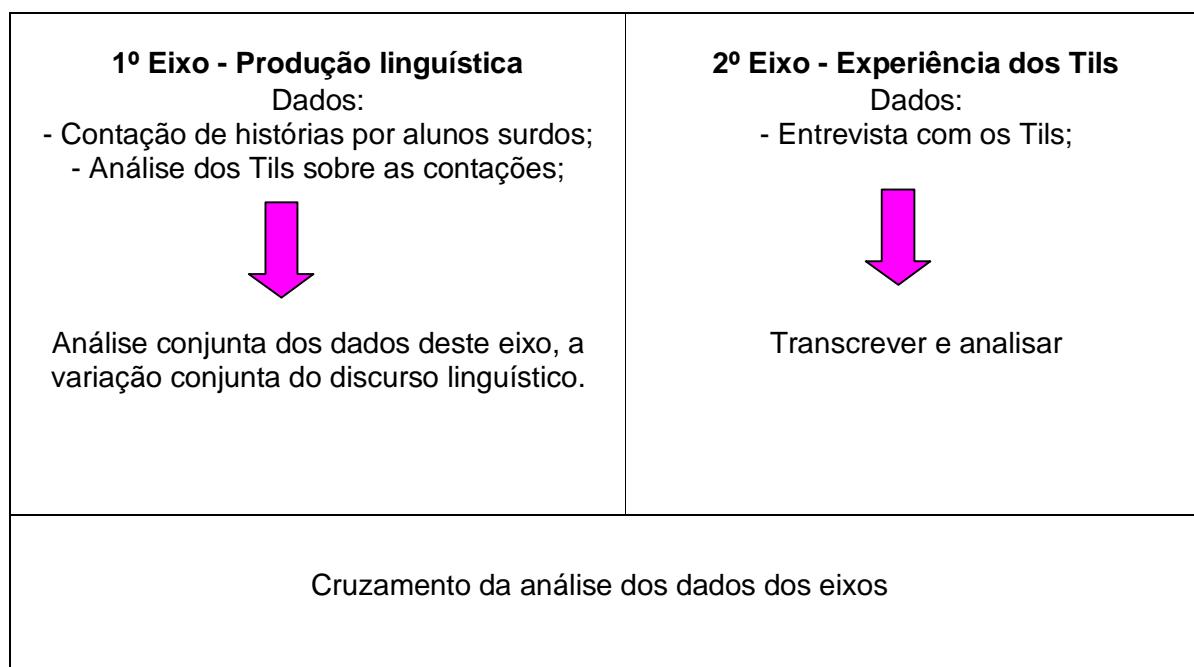 1º Eixo - Produção linguística
Dados:
- Contação de histórias por alunos surdos;
- Análise dos Tils sobre as contações;
Análise conjunta dos dados deste eixo, a
variação conjunta do discurso linguístico.
2º Eixo - Experiência dos Tils
Dados:
- Entrevista com os Tils;
Transcrever e analisar
Cruzamento da análise dos dados dos eixos